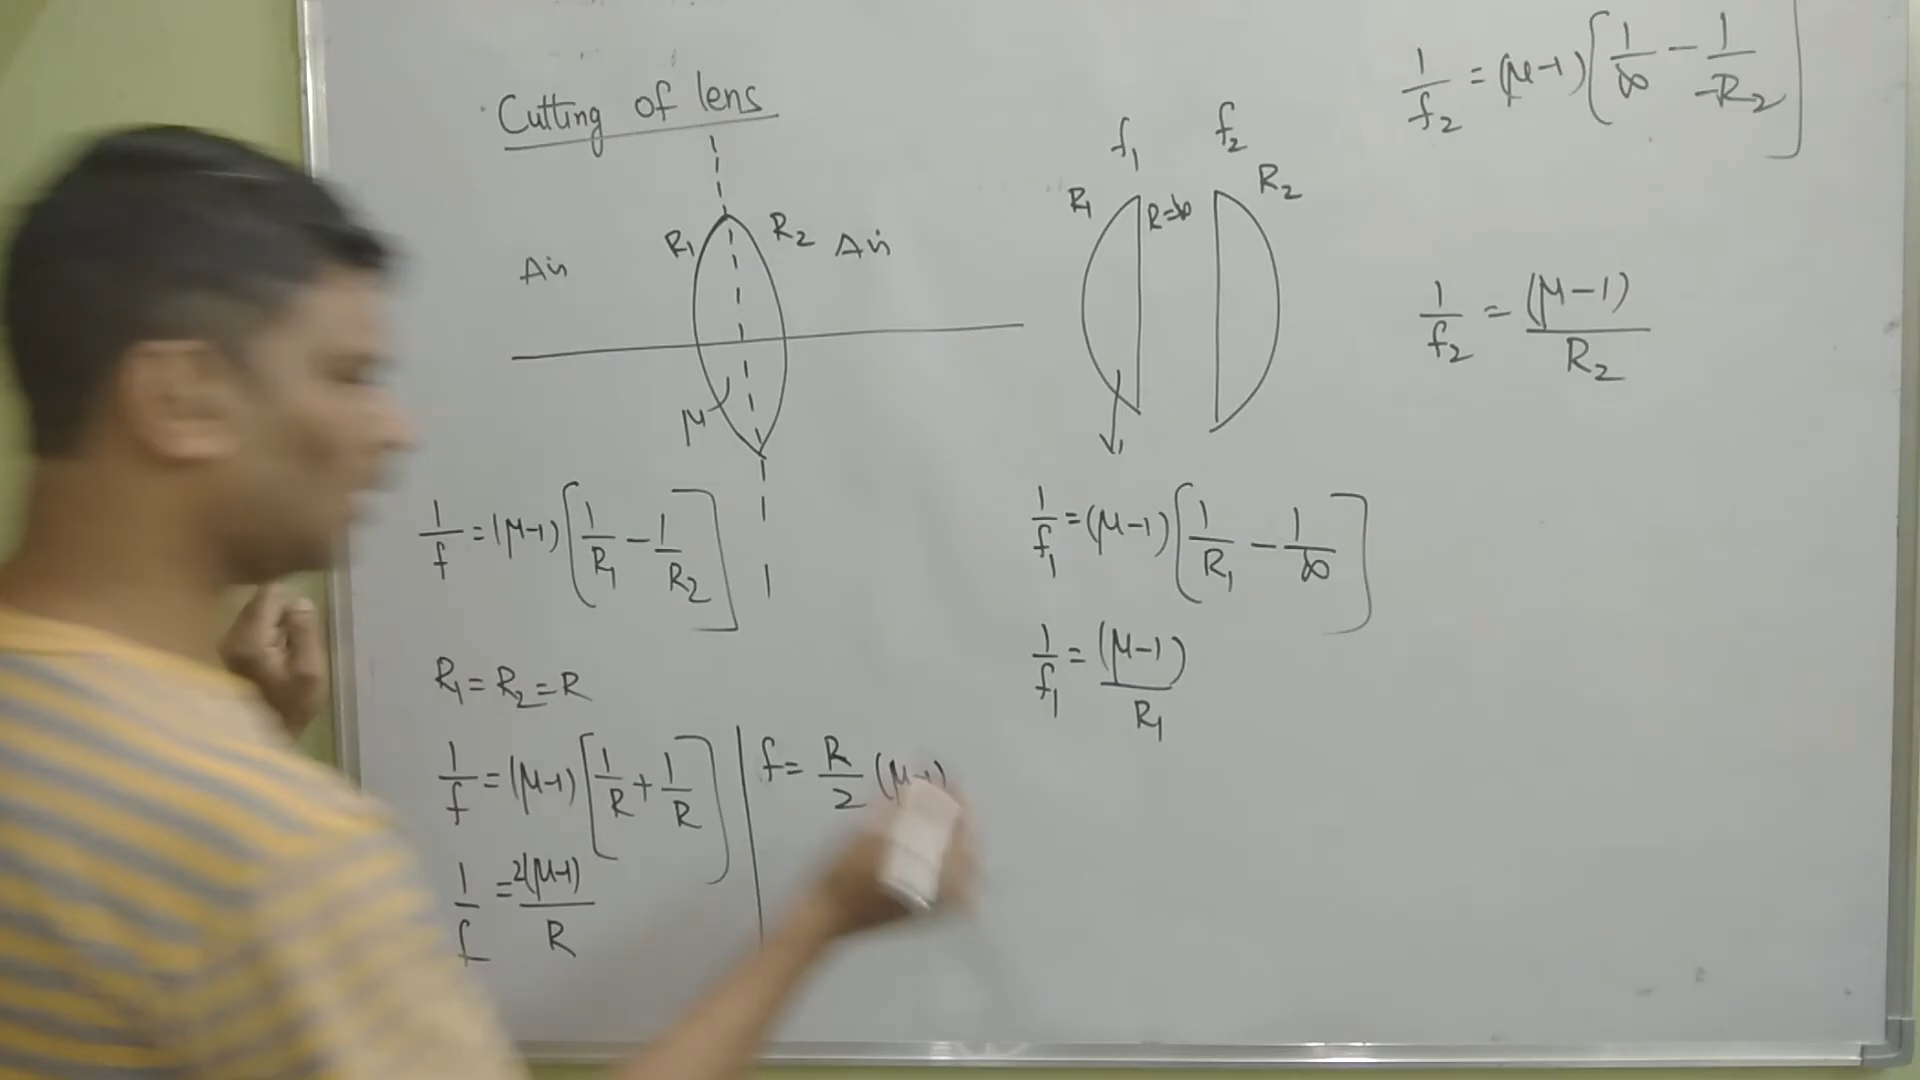 Cutting of lens
Air
R₁
R₂
Air
μ
1/f = (μ-1) [1/R₁ - 1/R₂]
R₁ = R₂ = R
1/f = (μ-1) [1/R + 1/R]
1/f = 2(μ-1)/R
f = R/2 (μ-1)
f₁
f₂
R₁
R=∞
R₂
1/f₁ = (μ-1) [1/R₁ - 1/∞]
1/f₁ = (μ-1)/R₁
1/f₂ = (μ-1) [1/∞ - 1/-R₂]
1/f₂ = (μ-1)/R₂